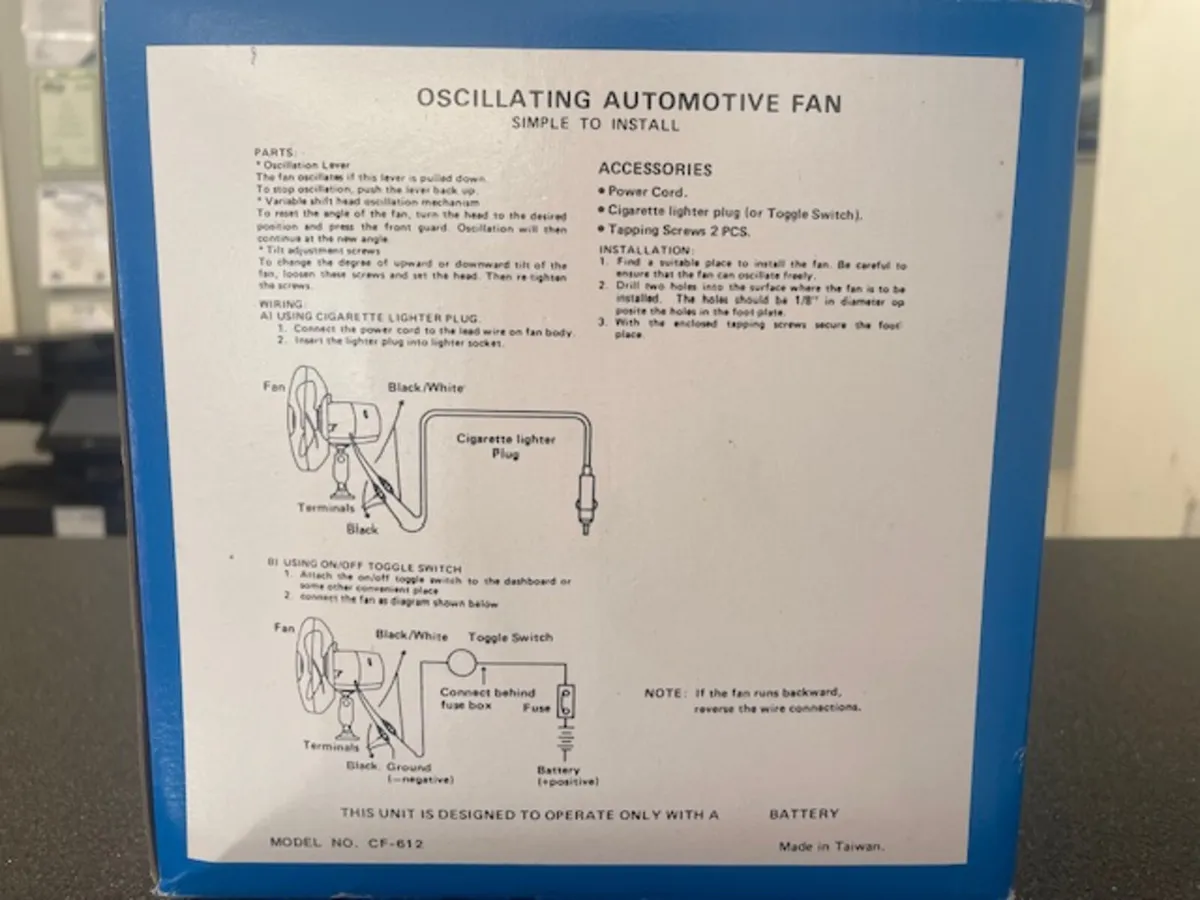 OSCILLATING AUTOMOTIVE FAN
SIMPLE TO INSTALL
PARTS:
* Oscillation Lever
The fan oscillates if this lever is pulled down.
To stop oscillation, push the lever back up.
* Variable shift head oscillation mechanism
To reset the angle of the fan, turn the head to the desired
position and press the front guard. Oscillation will then
continue at the new angle.
* Tilt adjustment screws
To change the degree of upward or downward tilt of the
fan, loosen these screws and set the head. Then re-tighten
the screws.
WIRING:
A) USING CIGARETTE LIGHTER PLUG.
1. Connect the power cord to the lead wire on fan body.
2. Insert the lighter plug into lighter socket.
ACCESSORIES
• Power Cord.
• Cigarette lighter plug (or Toggle Switch).
• Tapping Screws 2 PCS.
INSTALLATION:
1. Find a suitable place to install the fan. Be careful to
ensure that the fan can oscillate freely.
2. Drill two holes into the surface where the fan is to be
installed. The holes should be 1/8" in diameter op
posite the holes in the foot plate.
3. With the enclosed tapping screws secure the foot
place.
Fan
Black/White
Cigarette lighter
Plug
Terminals
Black
B) USING ON/OFF TOGGLE SWITCH
1. Attach the on/off toggle switch to the dashboard or
some other convenient place
2. connect the fan as diagram shown below
Fan
Black/White
Toggle Switch
Connect behind
fuse box
Fuse
Terminals
Black. Ground
(—negative)
Battery
(+positive)
NOTE: If the fan runs backward,
reverse the wire connections.
THIS UNIT IS DESIGNED TO OPERATE ONLY WITH A BATTERY
MODEL NO. CF-612
Made in Taiwan.